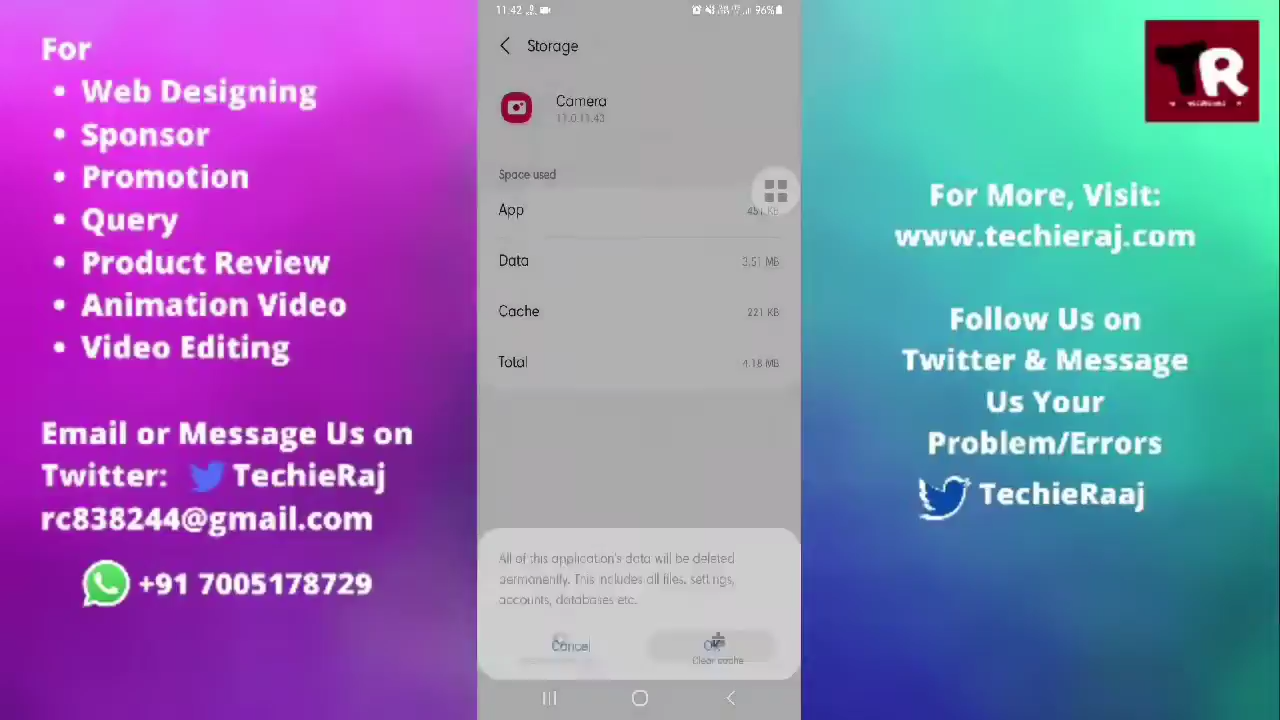 For
• Web Designing
• Sponsor
• Promotion
• Query
• Product Review
• Animation Video
• Video Editing
Email or Message Us on
Twitter: TechieRaj
rc838244@gmail.com
+91 7005178729
11.42
96%
Storage
Camera
Space used
App
Data 3.51 MB
Cache 221 KB
Total 4.18 MB
All of this application's data will be deleted
permanently. This includes all files, settings,
accounts, databases etc.
Cancel
OK
Clear cache
TR
For More, Visit:
www.techieraj.com
Follow Us on
Twitter & Message
Us Your
Problem/Errors
TechieRaaj